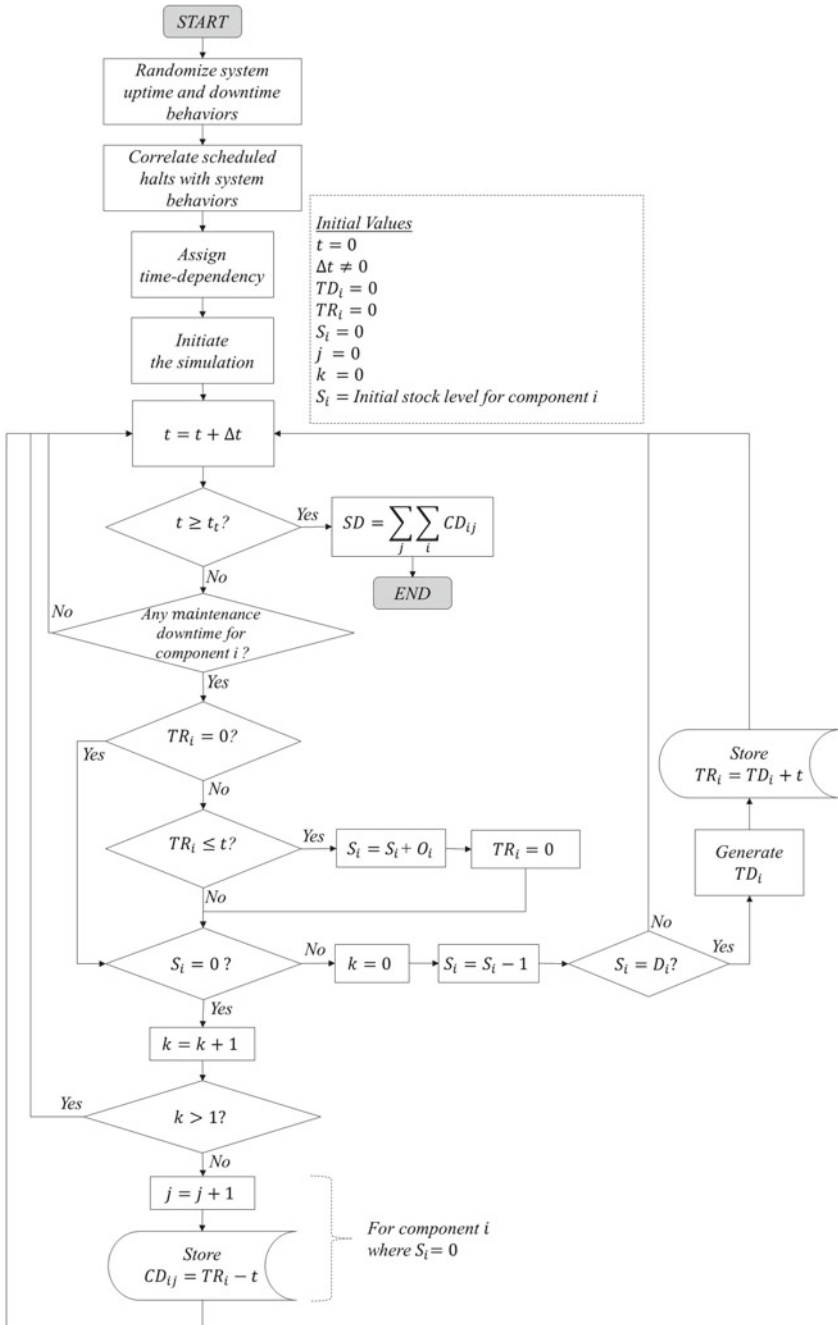 START
Randomize system
uptime and downtime
behaviors
Correlate scheduled
halts with system
behaviors
Assign
time-dependency
Initiate
the simulation
Initial Values
t = 0
Δt ≠ 0
TD_i = 0
TR_i = 0
S_i = 0
j = 0
k = 0
S_i = Initial stock level for component i
t = t + Δt
t ≥ t_t?
Yes
SD = ∑_j ∑_i CD_ij
No
END
No
Any maintenance
downtime for
component i ?
Yes
TR_i = 0?
Yes
No
TR_i ≤ t?
Yes
S_i = S_i + O_i
TR_i = 0
No
Store
TR_i = TD_i + t
Generate
TD_i
S_i = 0 ?
No
k = 0
S_i = S_i − 1
S_i = D_i?
No
Yes
Yes
k = k + 1
k > 1?
Yes
No
j = j + 1
Store
CD_ij = TR_i − t
For component i
where S_i = 0